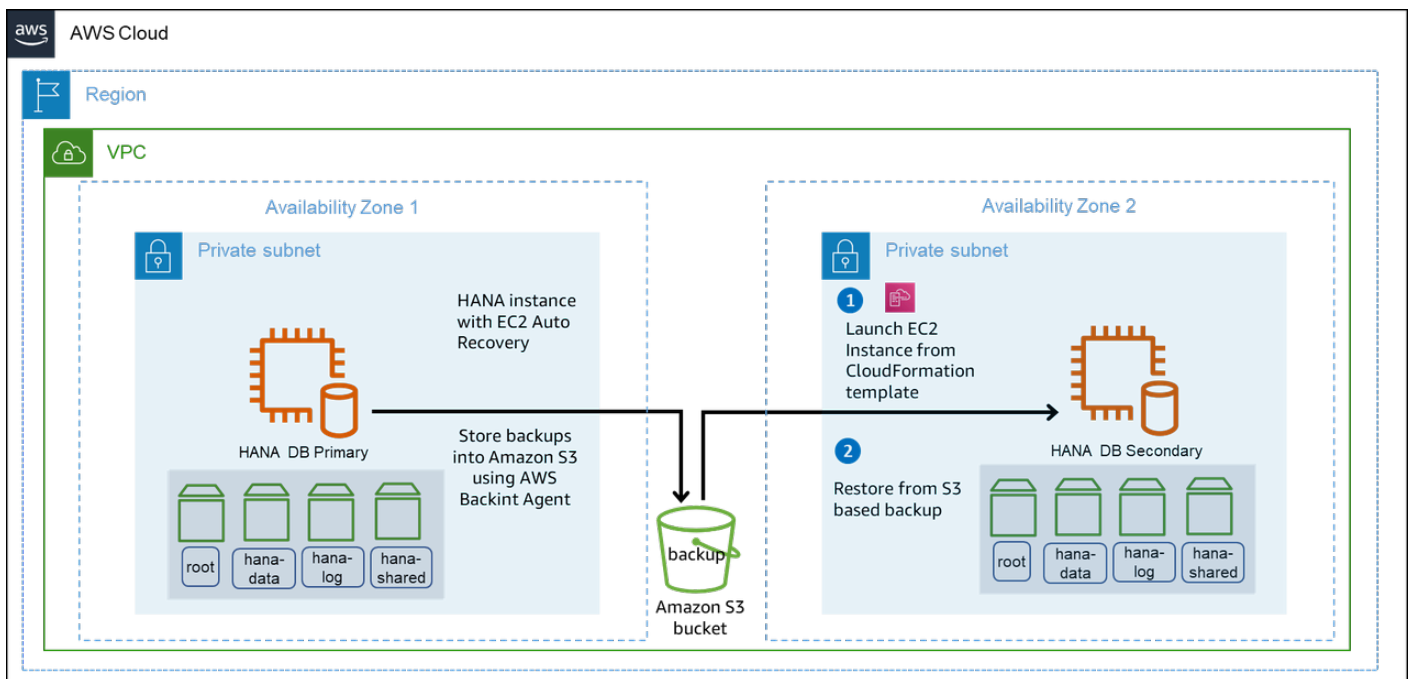 aws
AWS Cloud
Region
VPC
Availability Zone 1
Private subnet
HANA instance
with EC2 Auto
Recovery
HANA DB Primary
Store backups
into Amazon S3
using AWS
Backint Agent
root
hana-
data
hana-
log
hana-
shared
backup
Amazon S3
bucket
Availability Zone 2
Private subnet
1
Launch EC2
Instance from
CloudFormation
template
HANA DB Secondary
2
Restore from S3
based backup
root
hana-
data
hana-
log
hana-
shared